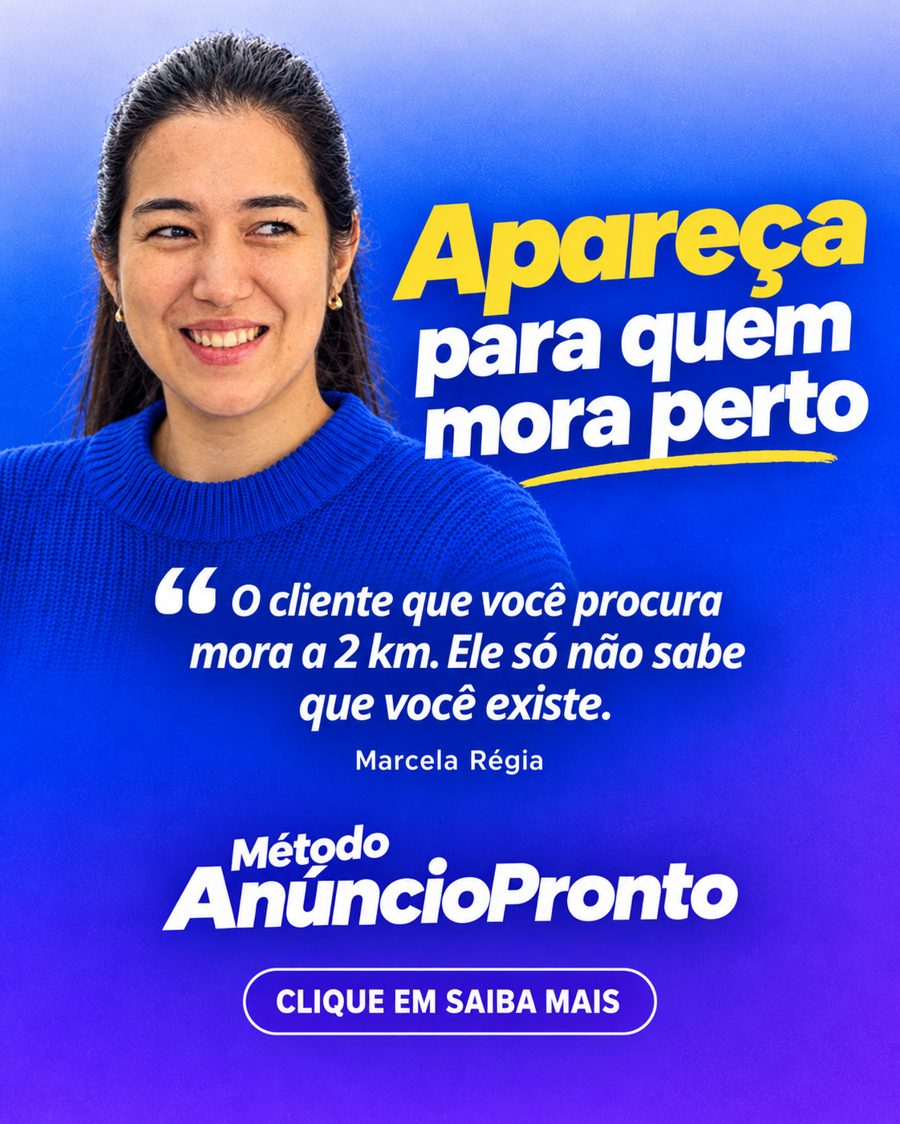 Apareça
para quem
mora perto
“ O cliente que você procura
mora a 2 km. Ele só não sabe
que você existe.
Marcela Régia
Método
AnúncioPronto
CLIQUE EM SAIBA MAIS